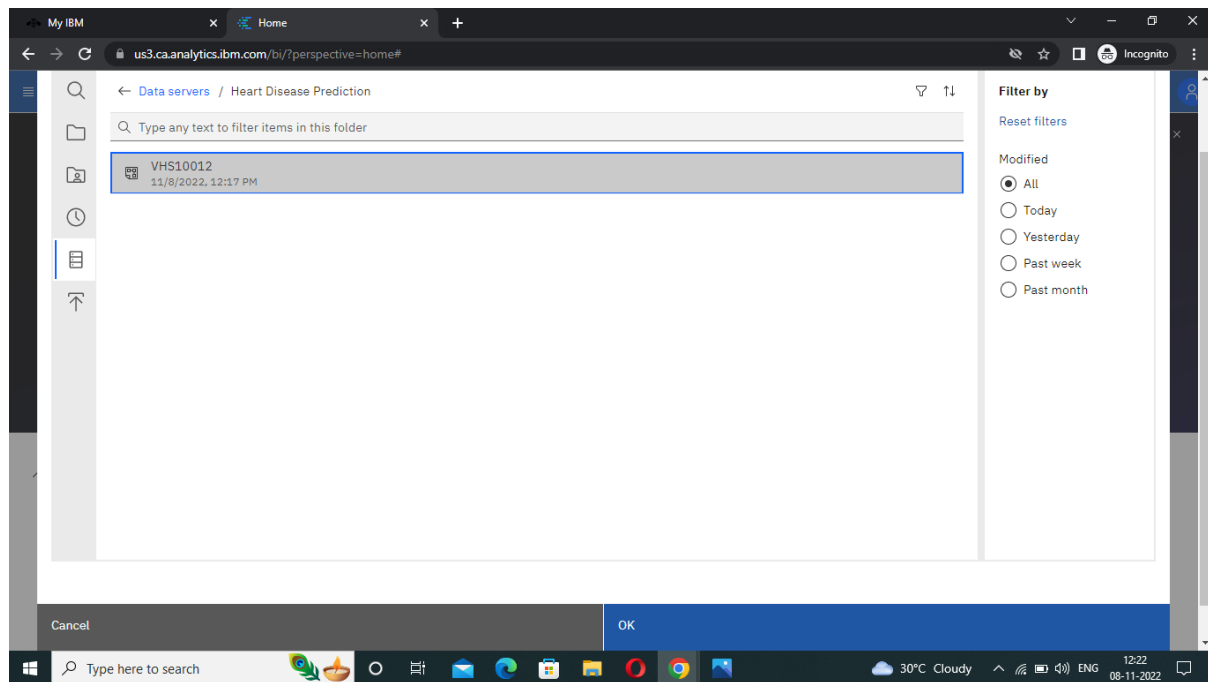 My IBM
Home
us3.ca.analytics.ibm.com/bi/?perspective=home#
Incognito
Data servers / Heart Disease Prediction
Type any text to filter items in this folder
VHS10012
11/8/2022, 12:17 PM
Filter by
Reset filters
Modified
All
Today
Yesterday
Past week
Past month
Cancel
OK
Type here to search
30°C Cloudy
ENG
12:22
08-11-2022